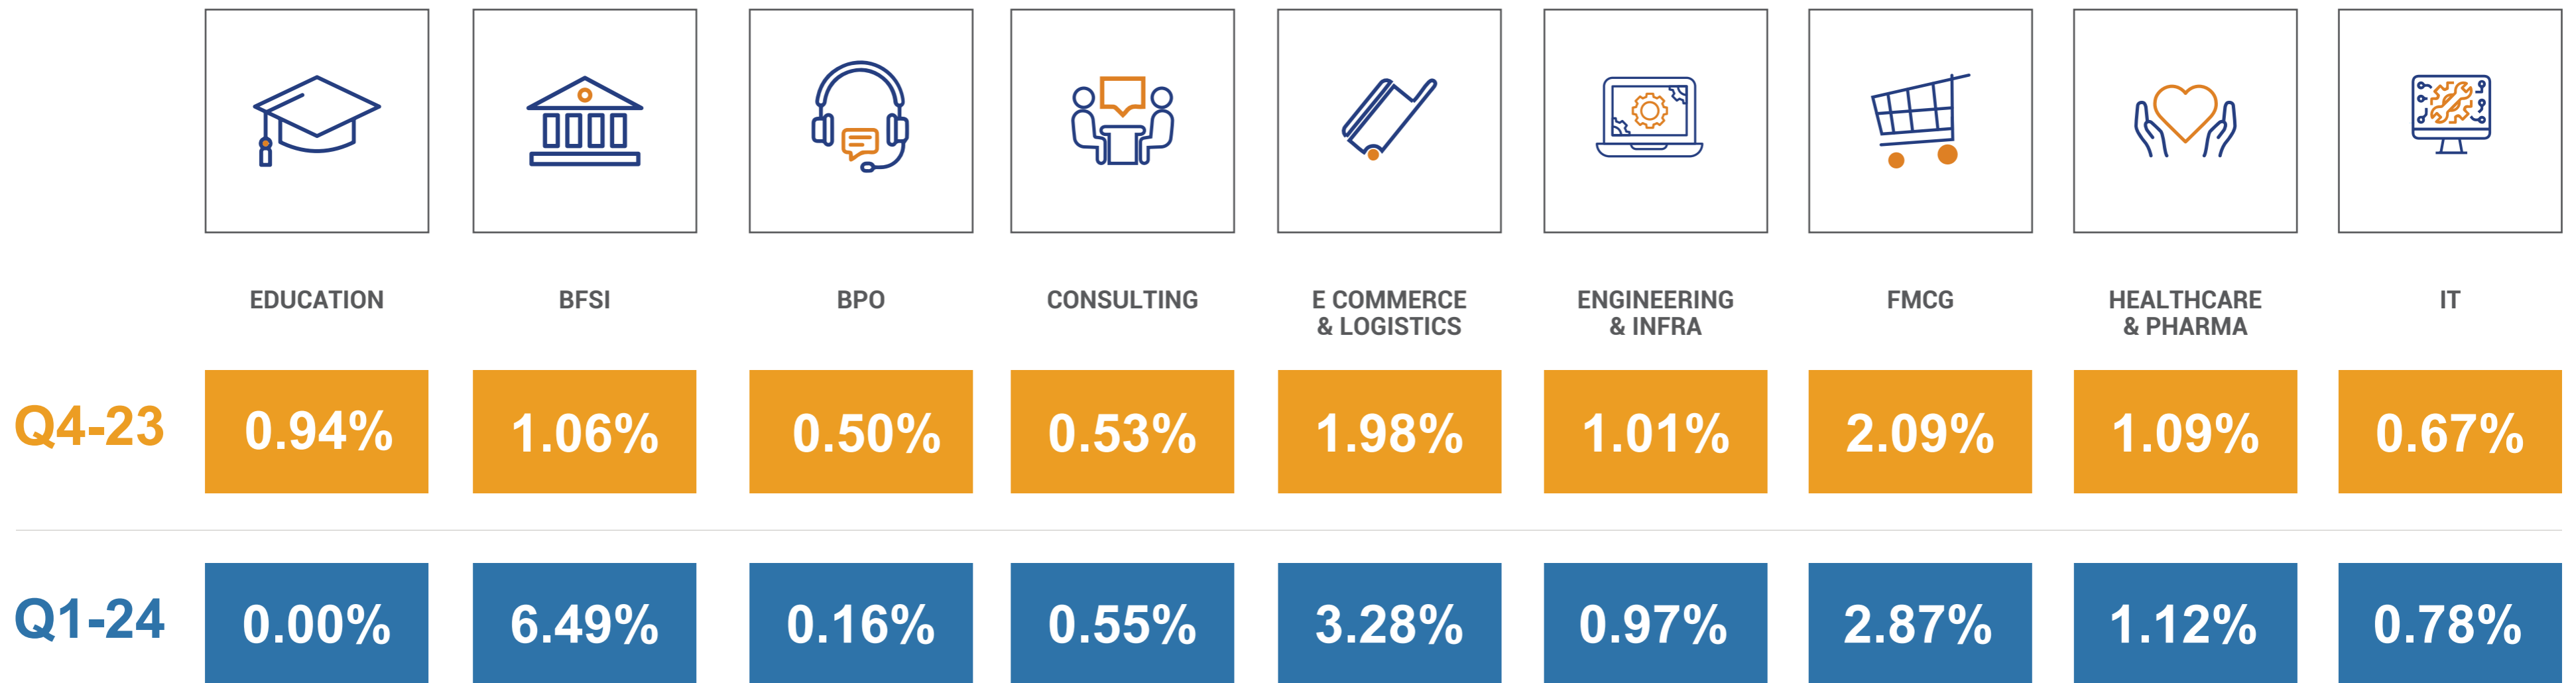 EDUCATION
BFSI
BPO
CONSULTING
E COMMERCE
& LOGISTICS
ENGINEERING
& INFRA
FMCG
HEALTHCARE
& PHARMA
IT
Q4-23
0.94%
1.06%
0.50%
0.53%
1.98%
1.01%
2.09%
1.09%
0.67%
Q1-24
0.00%
6.49%
0.16%
0.55%
3.28%
0.97%
2.87%
1.12%
0.78%